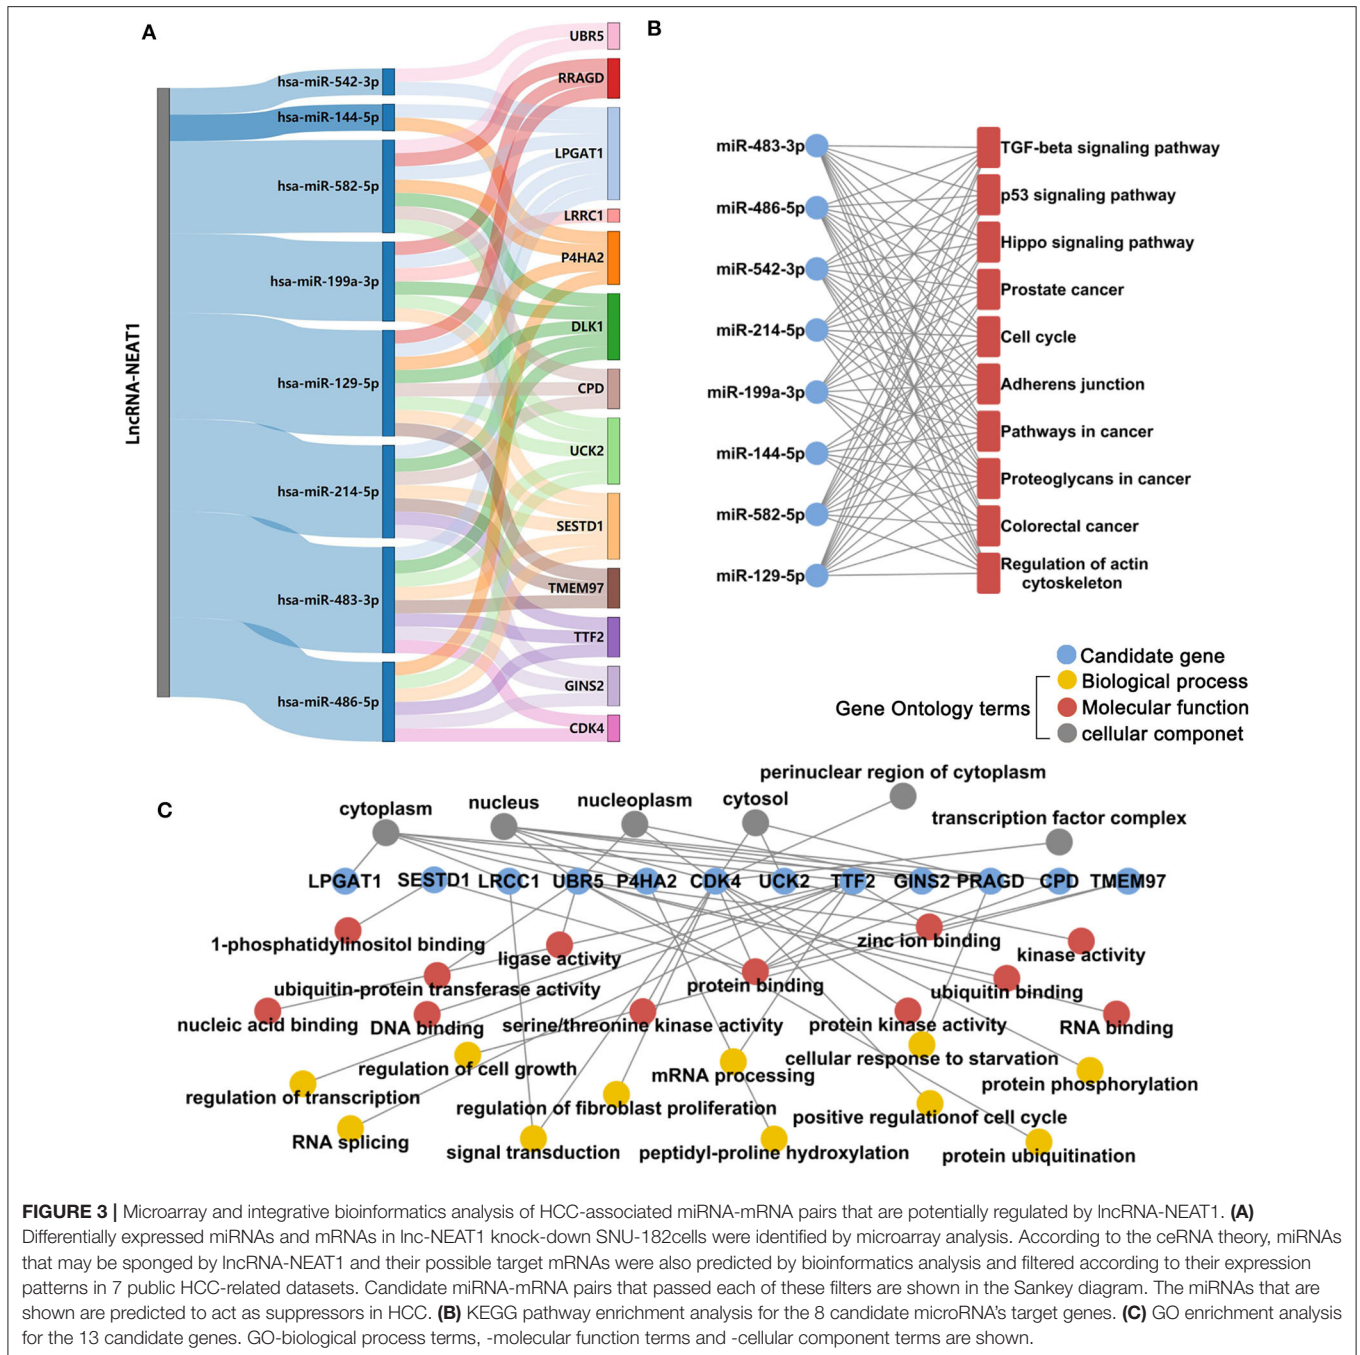 A
LncRNA-NEAT1
hsa-miR-542-3p
hsa-miR-144-5p
hsa-miR-582-5p
hsa-miR-199a-3p
hsa-miR-129-5p
hsa-miR-214-5p
hsa-miR-483-3p
hsa-miR-486-5p
UBR5
RRAGD
LPGAT1
LRRC1
P4HA2
DLK1
CPD
UCK2
SESTD1
TMEM97
TTF2
GINS2
CDK4
B
miR-483-3p
miR-486-5p
miR-542-3p
miR-214-5p
miR-199a-3p
miR-144-5p
miR-582-5p
miR-129-5p
TGF-beta signaling pathway
p53 signaling pathway
Hippo signaling pathway
Prostate cancer
Cell cycle
Adherens junction
Pathways in cancer
Proteoglycans in cancer
Colorectal cancer
Regulation of actin
cytoskeleton
Candidate gene
Gene Ontology terms
Biological process
Molecular function
cellular componet
C
perinuclear region of cytoplasm
cytoplasm nucleus nucleoplasm cytosol
transcription factor complex
LPGAT1 SESTD1 LRCC1 UBR5 P4HA2 CDK4 UCK2 TTF2 GINS2 PRAGD CPD TMEM97
1-phosphatidylinositol binding ligase activity zinc ion binding kinase activity
ubiquitin-protein transferase activity protein binding ubiquitin binding
nucleic acid binding DNA binding serine/threonine kinase activity protein kinase activity RNA binding
regulation of cell growth mRNA processing cellular response to starvation protein phosphorylation
regulation of transcription regulation of fibroblast proliferation positive regulationof cell cycle
RNA splicing signal transduction peptidyl-proline hydroxylation protein ubiquitination
FIGURE 3 | Microarray and integrative bioinformatics analysis of HCC-associated miRNA-mRNA pairs that are potentially regulated by lncRNA-NEAT1. (A)
Differentially expressed miRNAs and mRNAs in lnc-NEAT1 knock-down SNU-182cells were identified by microarray analysis. According to the ceRNA theory, miRNAs
that may be sponged by lncRNA-NEAT1 and their possible target mRNAs were also predicted by bioinformatics analysis and filtered according to their expression
patterns in 7 public HCC-related datasets. Candidate miRNA-mRNA pairs that passed each of these filters are shown in the Sankey diagram. The miRNAs that are
shown are predicted to act as suppressors in HCC. (B) KEGG pathway enrichment analysis for the 8 candidate microRNA's target genes. (C) GO enrichment analysis
for the 13 candidate genes. GO-biological process terms, -molecular function terms and -cellular component terms are shown.